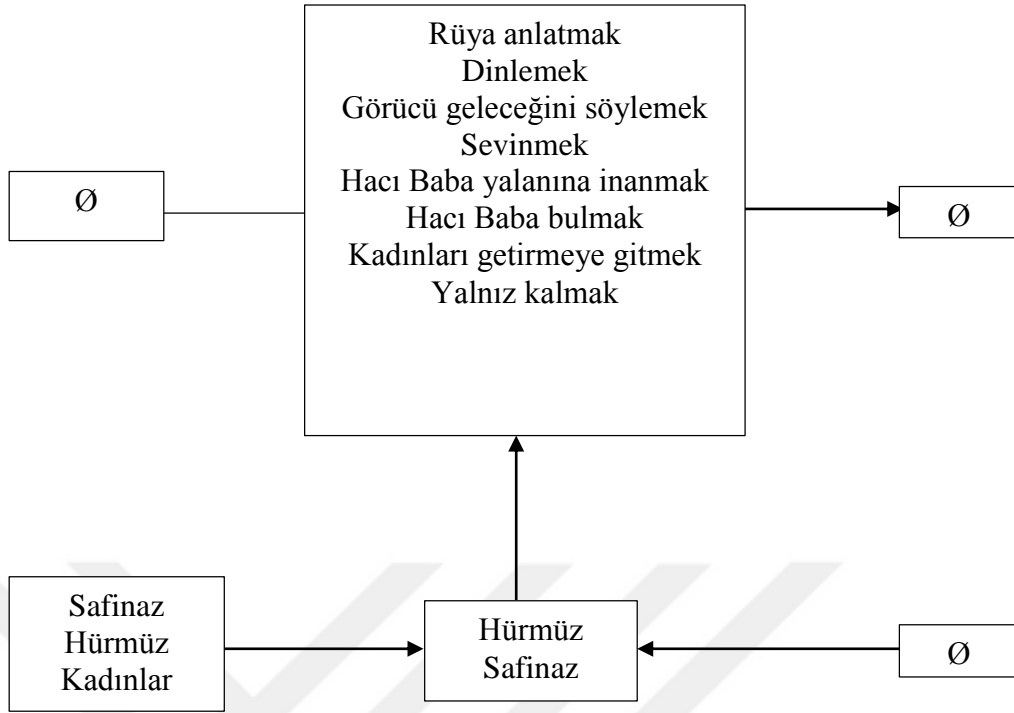 Rüya anlatmak
Dinlemek
Görücü geleceğini söylemek
Sevinmek
Hacı Baba yalanına inanmak
Hacı Baba bulmak
Kadınları getirmeye gitmek
Yalnız kalmak
Ø
Ø
Safinaz
Hürmüz
Kadınlar
Hürmüz
Safinaz
Ø